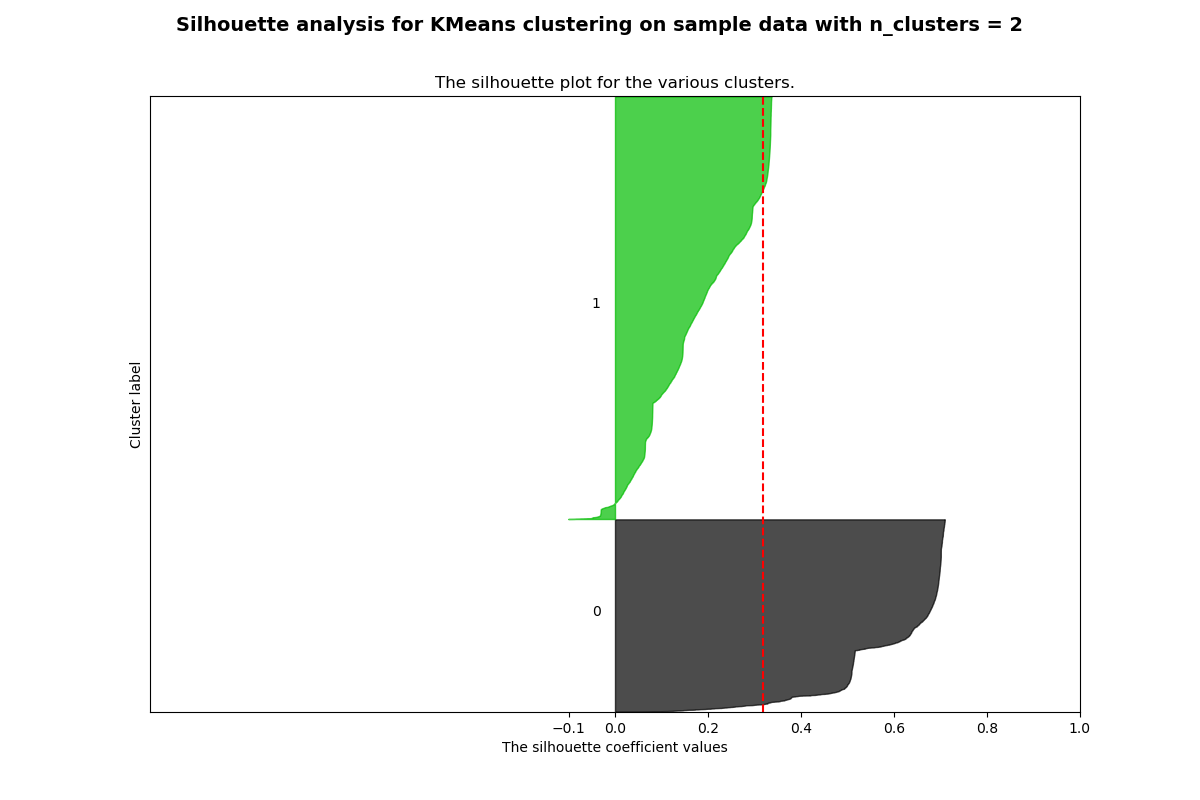 Silhouette analysis for KMeans clustering on sample data with n_clusters = 2
The silhouette plot for the various clusters.
1
Cluster label
0
−0.1 0.0 0.2 0.4 0.6 0.8 1.0
The silhouette coefficient values